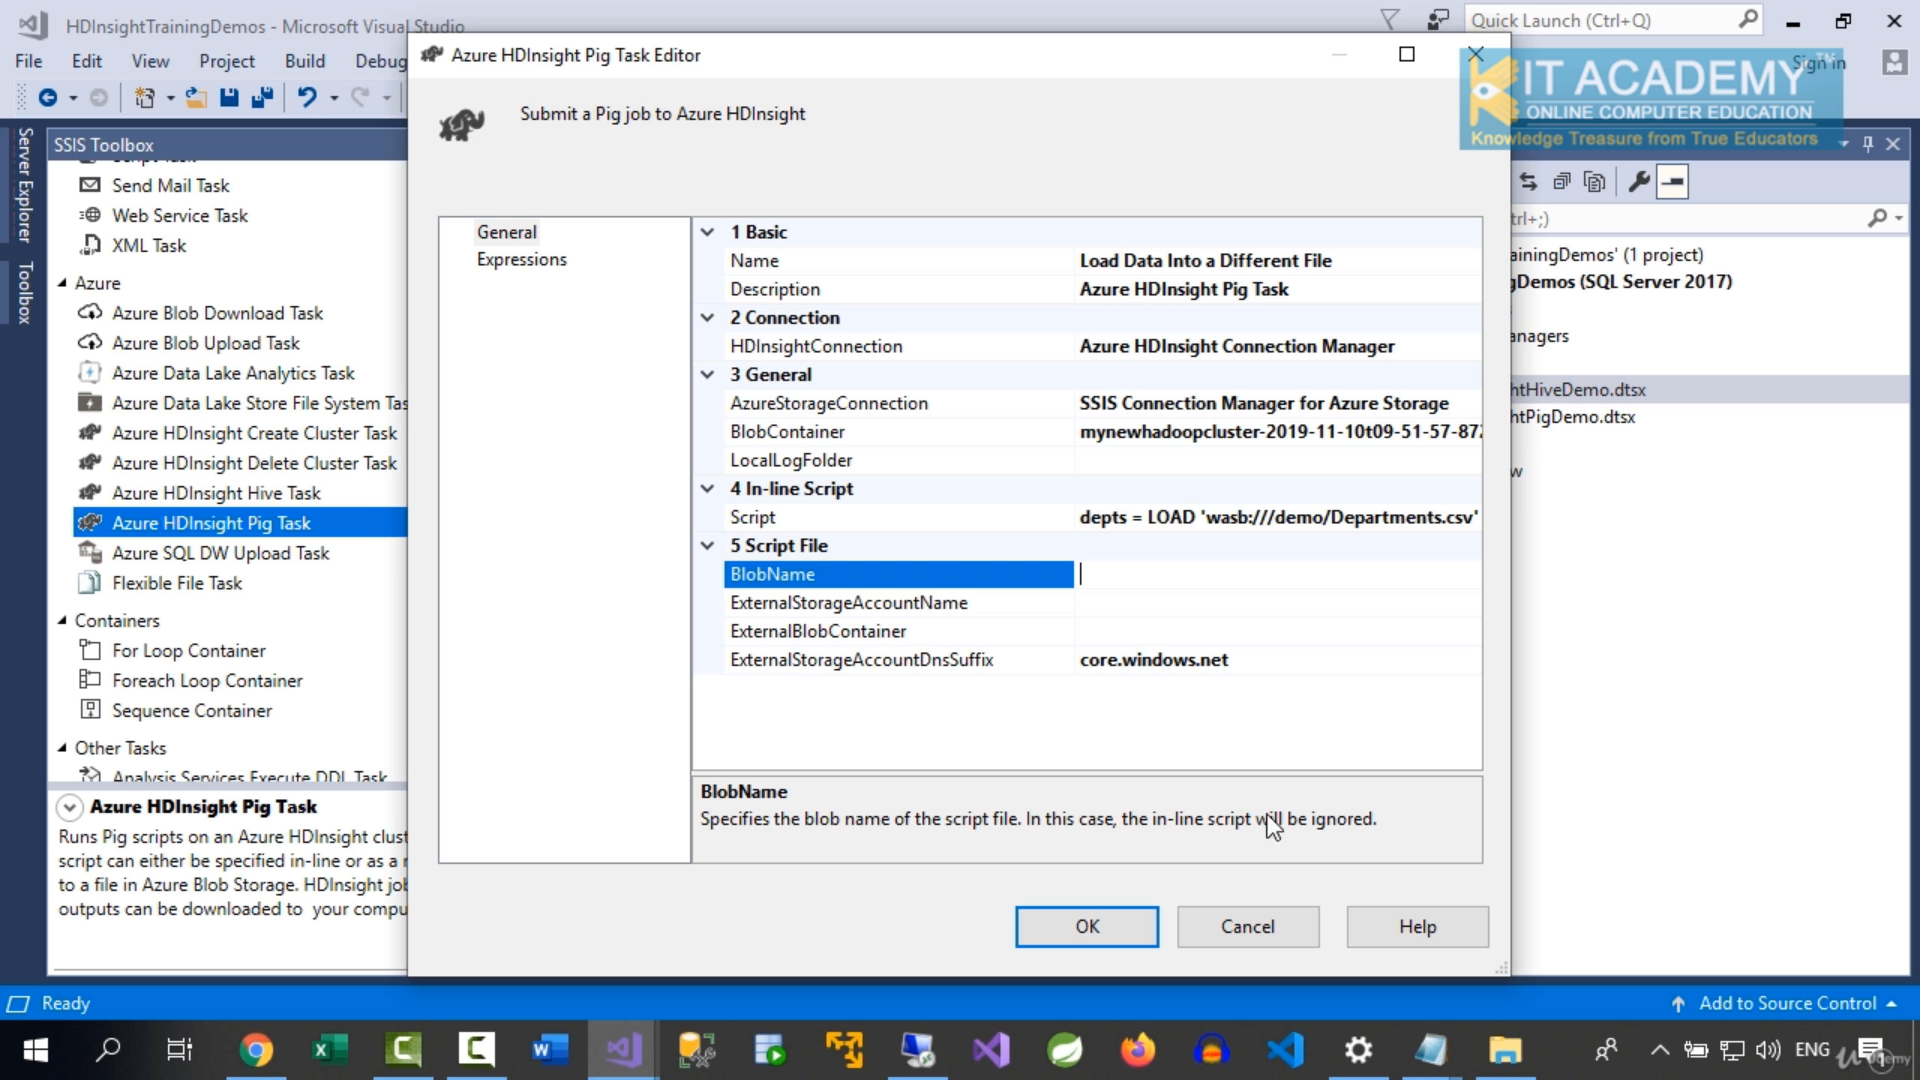 HDInsightTrainingDemos - Microsoft Visual Studio
Quick Launch (Ctrl+Q)
File Edit View Project Build Debug
Sign in
IT ACADEMY™
ONLINE COMPUTER EDUCATION
Knowledge Treasure from True Educators
Server Explorer
Toolbox
SSIS Toolbox
Send Mail Task
Web Service Task
XML Task
Azure
Azure Blob Download Task
Azure Blob Upload Task
Azure Data Lake Analytics Task
Azure Data Lake Store File System Tas
Azure HDInsight Create Cluster Task
Azure HDInsight Delete Cluster Task
Azure HDInsight Hive Task
Azure HDInsight Pig Task
Azure SQL DW Upload Task
Flexible File Task
Containers
For Loop Container
Foreach Loop Container
Sequence Container
Other Tasks
Analysis Services Execute DDL Task
Azure HDInsight Pig Task
Runs Pig scripts on an Azure HDInsight clust
script can either be specified in-line or as a r
to a file in Azure Blob Storage. HDInsight jol
outputs can be downloaded to your compu
Azure HDInsight Pig Task Editor
Submit a Pig job to Azure HDInsight
General
Expressions
1 Basic
Name Load Data Into a Different File
Description Azure HDInsight Pig Task
2 Connection
HDInsightConnection Azure HDInsight Connection Manager
3 General
AzureStorageConnection SSIS Connection Manager for Azure Storage
BlobContainer mynewhadoopcluster-2019-11-10t09-51-57-87
LocalLogFolder
4 In-line Script
Script depts = LOAD 'wasb:///demo/Departments.csv'
5 Script File
BlobName
ExternalStorageAccountName
ExternalBlobContainer
ExternalStorageAccountDnsSuffix core.windows.net
BlobName
Specifies the blob name of the script file. In this case, the in-line script will be ignored.
OK Cancel Help
trl+;)
ainingDemos' (1 project)
gDemos (SQL Server 2017)
anagers
htHiveDemo.dtsx
htPigDemo.dtsx
w
Ready
Add to Source Control
ENG